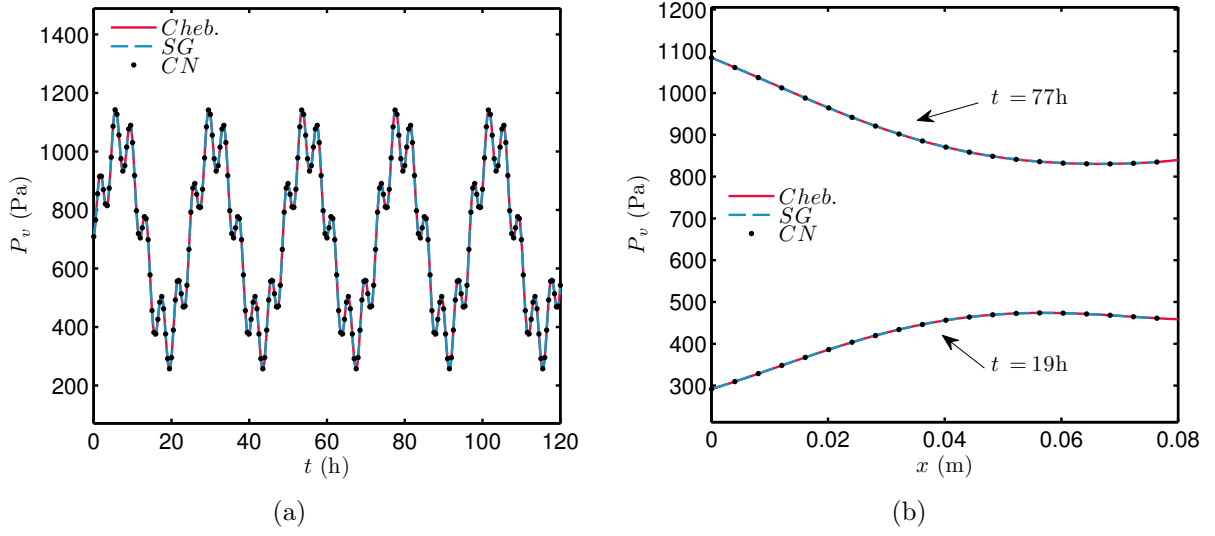 1400
1200
1000
800
600
400
200
P_v (Pa)
Cheb.
SG
CN
0 20 40 60 80 100 120
t (h)
(a)
1200
1100
1000
900
800
700
600
500
400
300
P_v (Pa)
t = 77h
Cheb.
SG
CN
t = 19h
0 0.02 0.04 0.06 0.08
x (m)
(b)